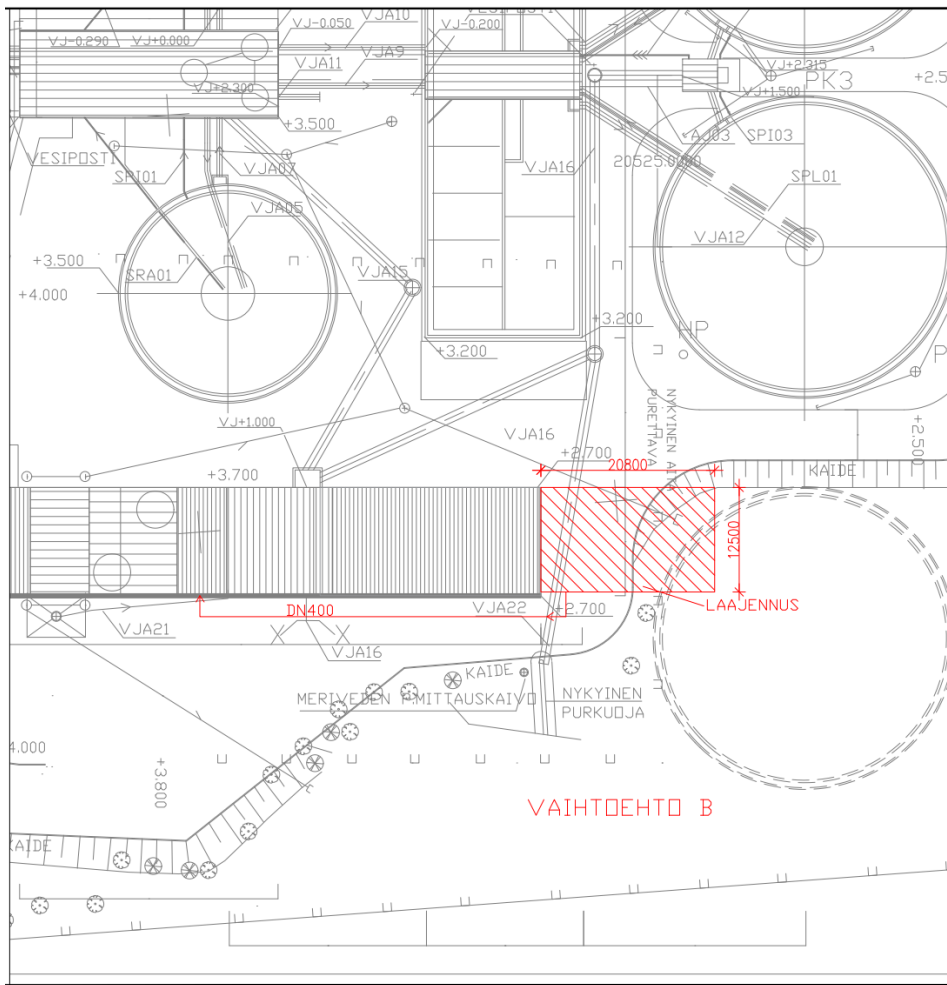 VJ-0.290
VJ+0.000
VJ-0.050
VJA10
VJ-0.200
VJA11
VJA9
VJ+2.300
VJ+2.315
PK3
VJ+1.500
+3.500
VESIPOSTI
SPI01
VJA07
VJA16
AJ03
SPI03
SPL01
VJA05
VJA12
+3.500
SRA01
VJA15
+4.000
+3.200
+3.200
HP
NYKYINEN AITA
PURETTAVA
VJ+1.000
VJA16
+2.700
+2.500
+3.700
20800
KAIDE
12500
DN400
VJA22
+2.700
LAAJENNUS
VJA21
VJA16
KAIDE
MERIVEDEN P.MITTAUSKAIVO
NYKYINEN
PURKUOJA
4.000
+3.800
VAIHTOEHTO B
KAIDE